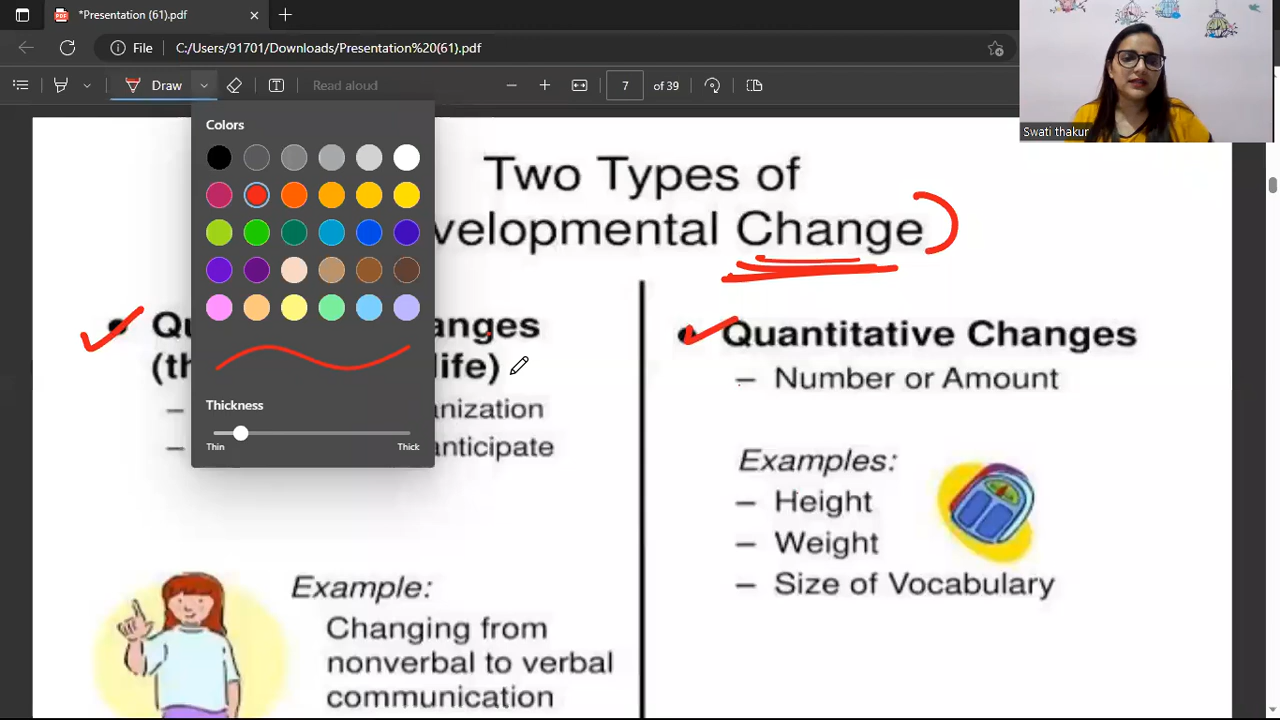 *Presentation (61).pdf
File
C:/Users/91701/Downloads/Presentation%20(61).pdf
Draw
Read aloud
7 of 39
Swati thakur
Colors
Thickness
Thin
Thick
Two Types of
velopmental Change
Qu
anges
(th
life)
anization
anticipate
Example:
Changing from
nonverbal to verbal
communication
Quantitative Changes
– Number or Amount
Examples:
– Height
– Weight
– Size of Vocabulary